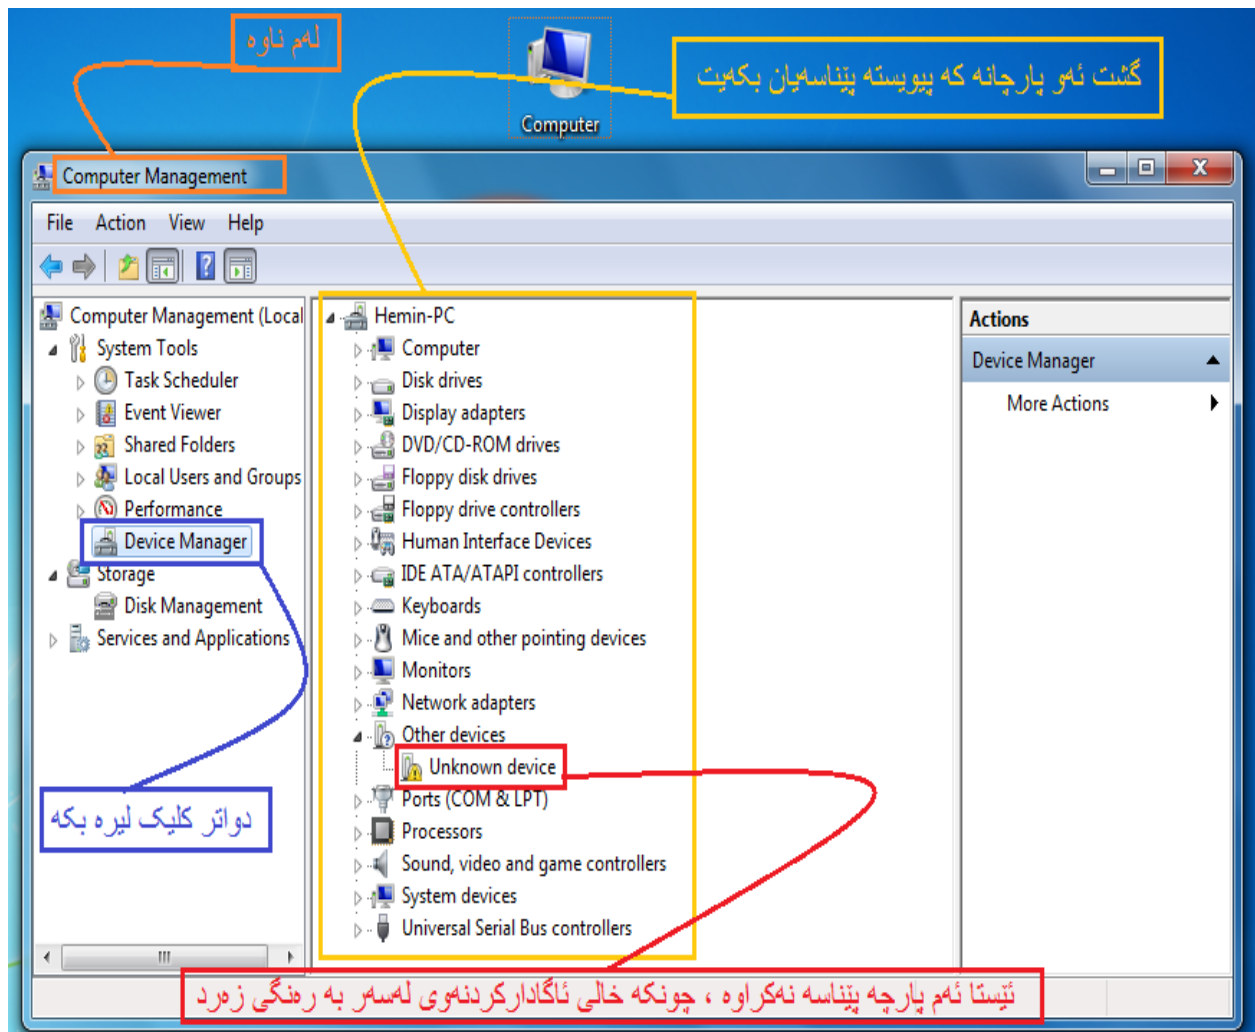 لەم ناوە
گشت ئەو پارچانە کە پیویستە پێناسەیان بکەیت
Computer
Computer Management
File Action View Help
Computer Management (Local
System Tools
Task Scheduler
Event Viewer
Shared Folders
Local Users and Groups
Performance
Device Manager
Storage
Disk Management
Services and Applications
Hemin-PC
Computer
Disk drives
Display adapters
DVD/CD-ROM drives
Floppy disk drives
Floppy drive controllers
Human Interface Devices
IDE ATA/ATAPI controllers
Keyboards
Mice and other pointing devices
Monitors
Network adapters
Other devices
Unknown device
Ports (COM & LPT)
Processors
Sound, video and game controllers
System devices
Universal Serial Bus controllers
Actions
Device Manager
More Actions
دواتر کلیک لیرە بکە
ئێستا ئەم پارچە پێناسە نەکراوە ، چونکە خالی ئاگادارکردنەوی لەسەر بە رەنگی زەرد